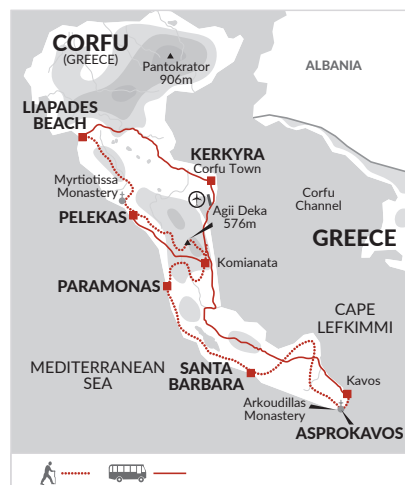 CORFU
(GREECE)
Pantokrator
906m
ALBANIA
LIAPADES
BEACH
KERKYRA
Corfu Town
Myrtiotissa
Monastery
Agii Deka
576m
Corfu
Channel
PELEKAS
GREECE
Komianata
PARAMONAS
CAPE
LEFKIMMI
MEDITERRANEAN
SEA
SANTA
BARBARA
Kavos
Arkoudillas
Monastery
ASPROKAVOS